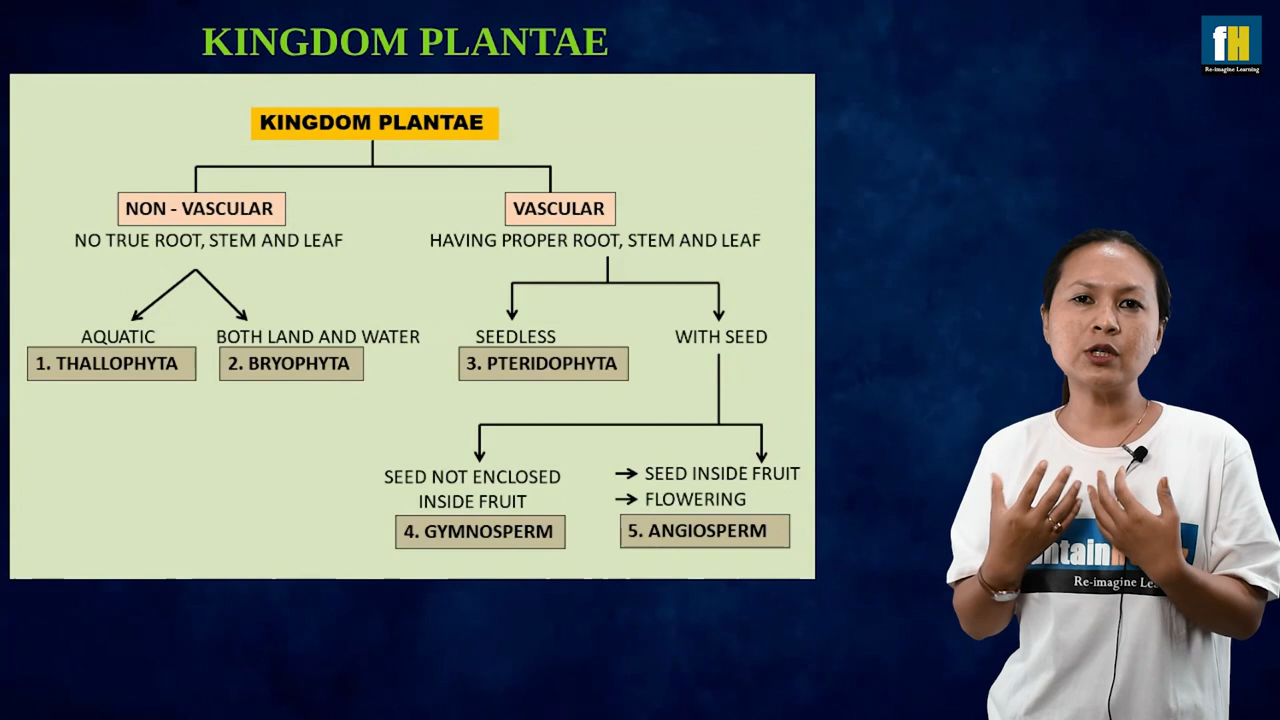 KINGDOM PLANTAE
fH
Re-imagine Learning
KINGDOM PLANTAE
NON - VASCULAR
VASCULAR
NO TRUE ROOT, STEM AND LEAF
HAVING PROPER ROOT, STEM AND LEAF
AQUATIC
BOTH LAND AND WATER
SEEDLESS
WITH SEED
1. THALLOPHYTA
2. BRYOPHYTA
3. PTERIDOPHYTA
SEED NOT ENCLOSED
INSIDE FRUIT
→ SEED INSIDE FRUIT
→ FLOWERING
4. GYMNOSPERM
5. ANGIOSPERM
Re-imagine